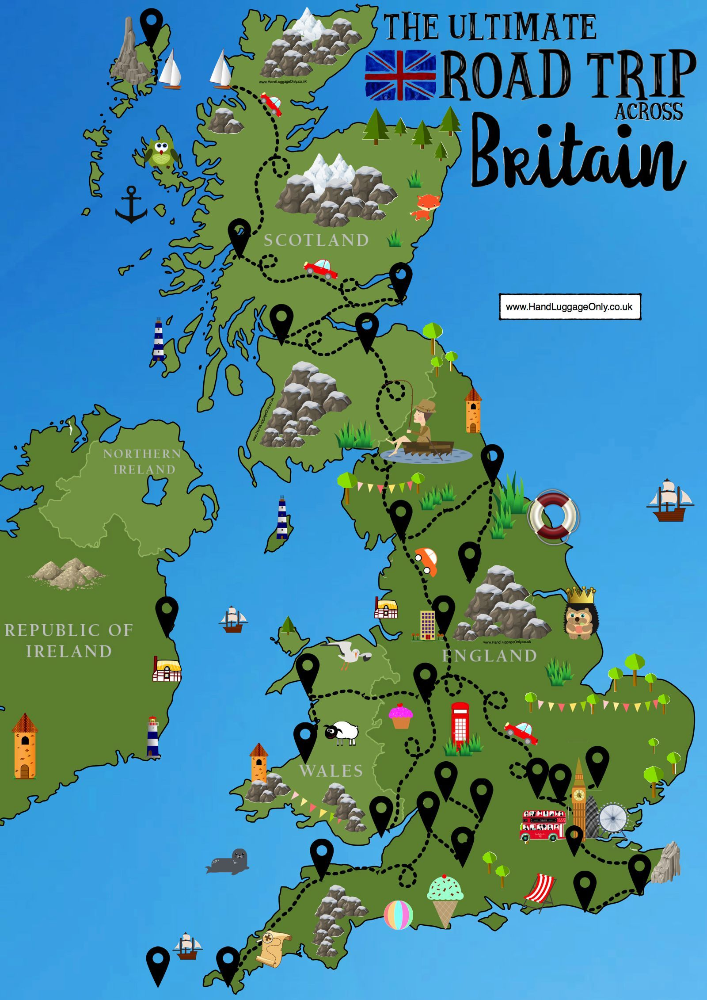 THE ULTIMATE
ROAD TRIP
ACROSS
Britain
www.HandLuggageOnly.co.uk
SCOTLAND
www.HandLuggageOnly.co.uk
www.HandLuggageOnly.co.uk
NORTHERN
IRELAND
REPUBLIC OF
IRELAND
www.HandLuggageOnly.co.uk
ENGLAND
WALES